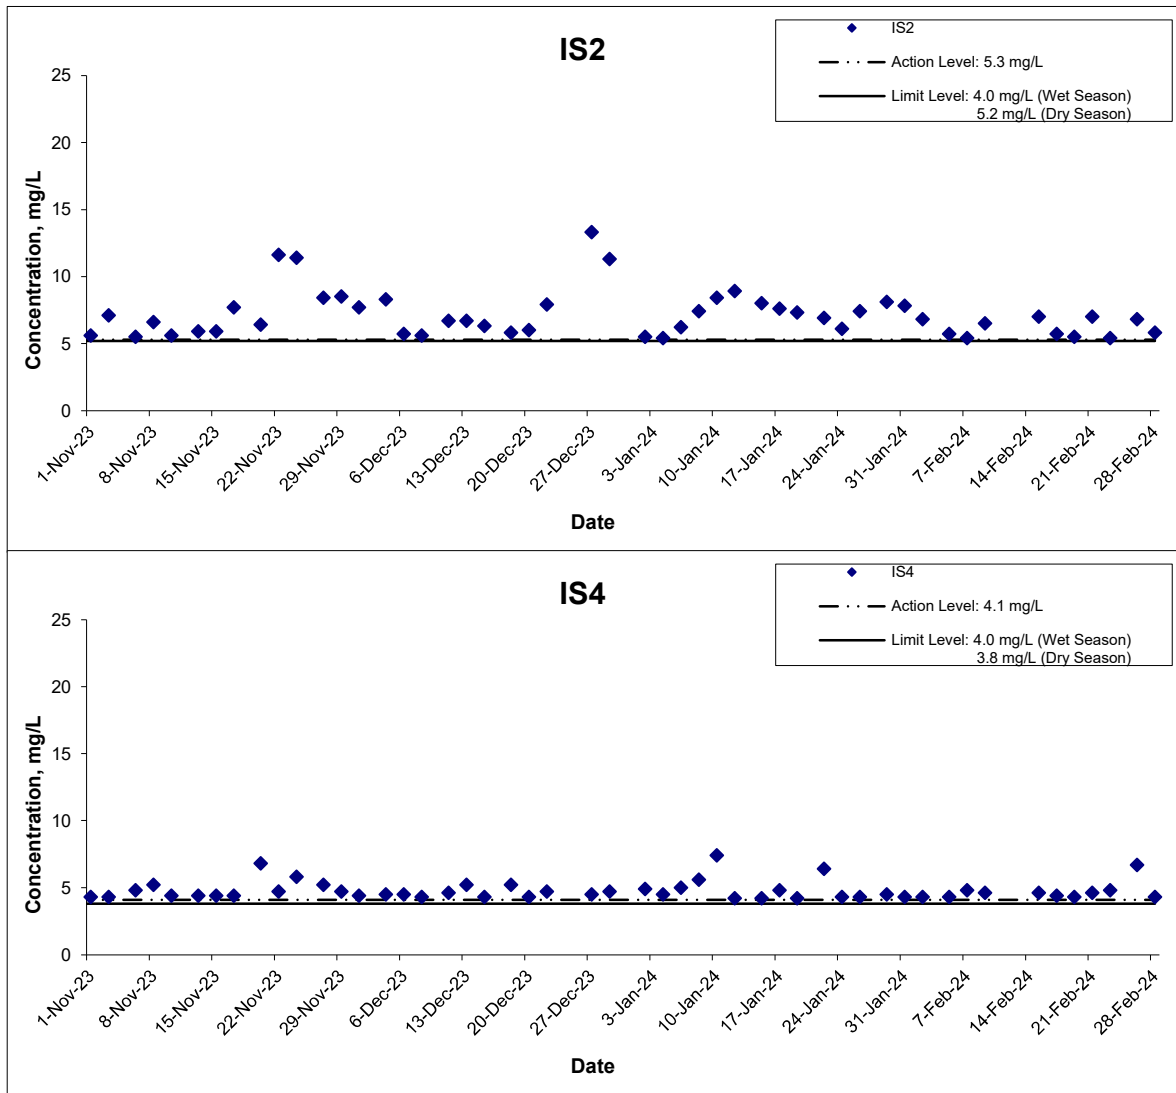 IS2
IS2
Action Level: 5.3 mg/L
Limit Level: 4.0 mg/L (Wet Season)
5.2 mg/L (Dry Season)
25
20
15
10
5
0
Concentration, mg/L
1-Nov-23
8-Nov-23
15-Nov-23
22-Nov-23
29-Nov-23
6-Dec-23
13-Dec-23
20-Dec-23
27-Dec-23
3-Jan-24
10-Jan-24
17-Jan-24
24-Jan-24
31-Jan-24
7-Feb-24
14-Feb-24
21-Feb-24
28-Feb-24
Date
IS4
IS4
Action Level: 4.1 mg/L
Limit Level: 4.0 mg/L (Wet Season)
3.8 mg/L (Dry Season)
25
20
15
10
5
0
Concentration, mg/L
1-Nov-23
8-Nov-23
15-Nov-23
22-Nov-23
29-Nov-23
6-Dec-23
13-Dec-23
20-Dec-23
27-Dec-23
3-Jan-24
10-Jan-24
17-Jan-24
24-Jan-24
31-Jan-24
7-Feb-24
14-Feb-24
21-Feb-24
28-Feb-24
Date